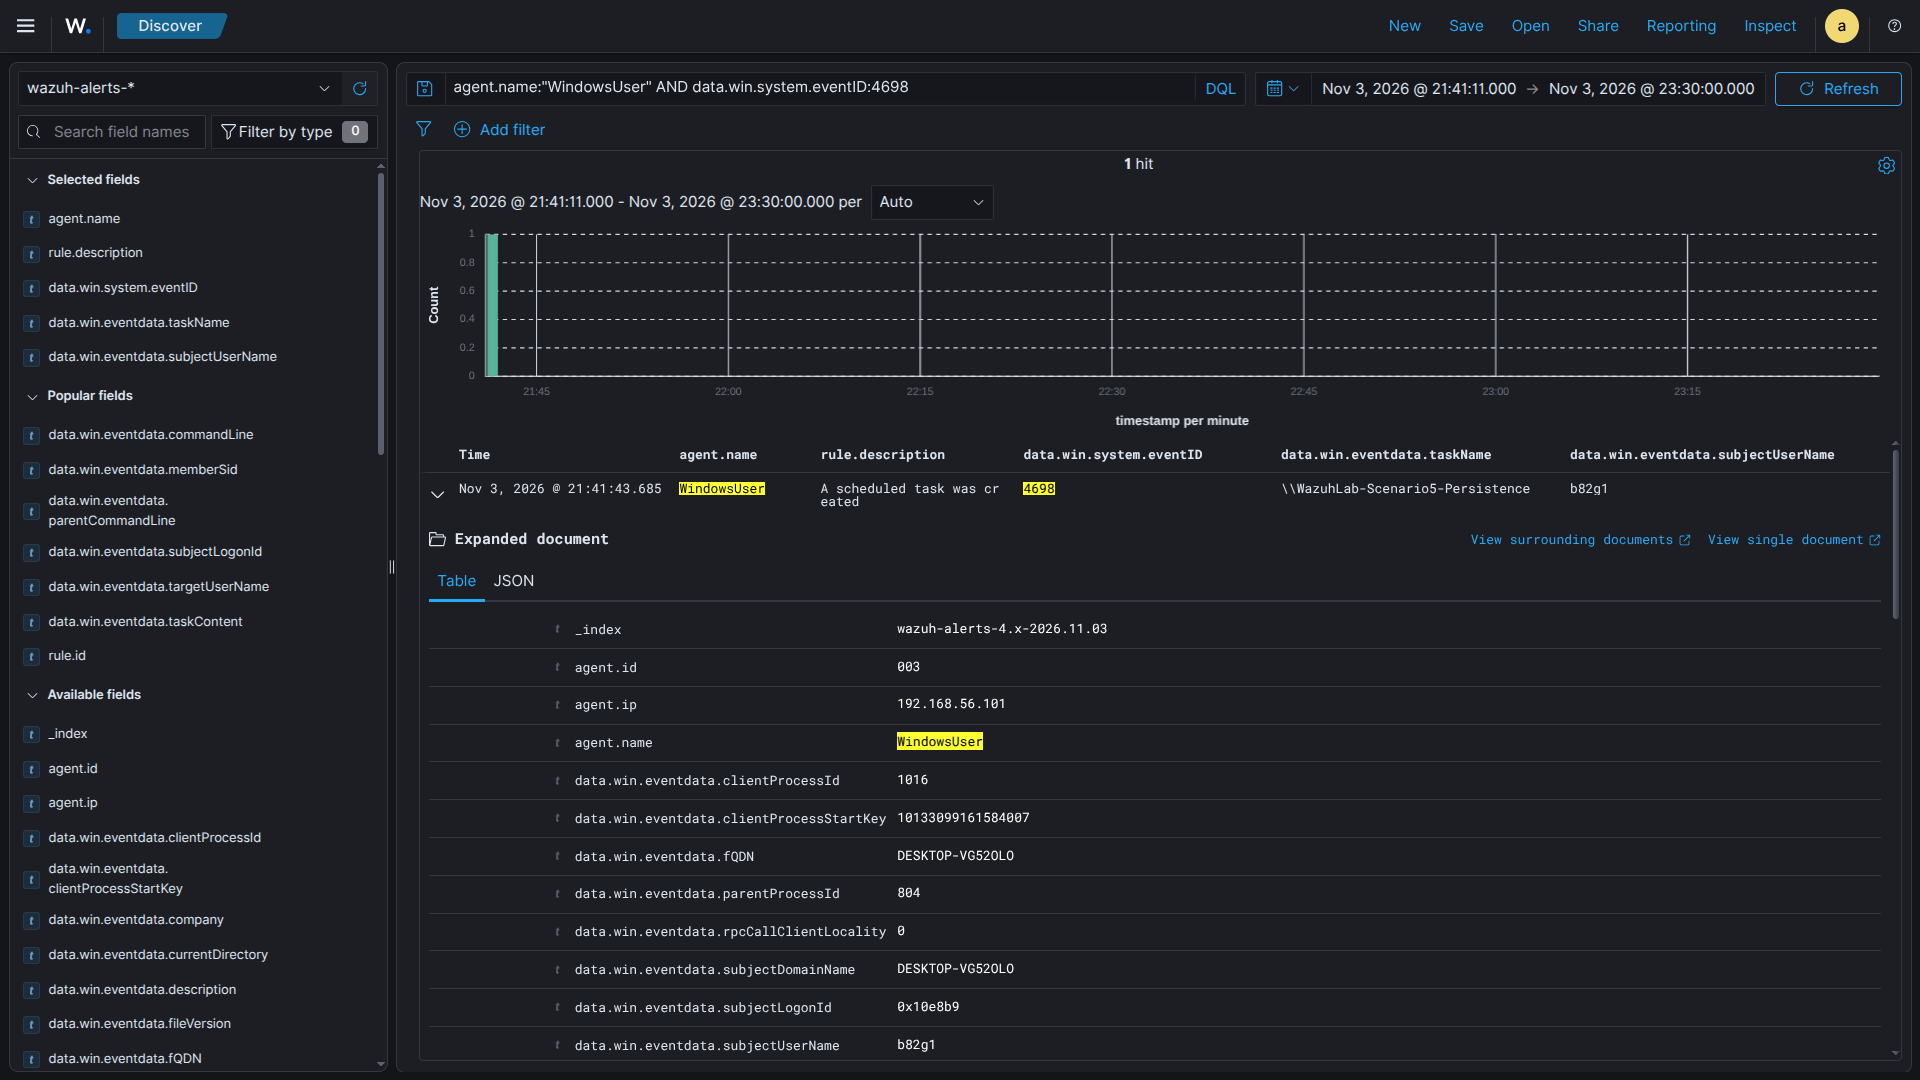 W.
Discover
New
Save
Open
Share
Reporting
Inspect
a
wazuh-alerts-*
Search field names
Filter by type 0
Selected fields
t agent.name
t rule.description
t data.win.system.eventID
t data.win.eventdata.taskName
t data.win.eventdata.subjectUserName
Popular fields
t data.win.eventdata.commandLine
t data.win.eventdata.memberSid
t data.win.eventdata.
parentCommandLine
t data.win.eventdata.subjectLogonId
t data.win.eventdata.targetUserName
t data.win.eventdata.taskContent
t rule.id
Available fields
t _index
t agent.id
t agent.ip
t data.win.eventdata.clientProcessId
t data.win.eventdata.
clientProcessStartKey
t data.win.eventdata.company
t data.win.eventdata.currentDirectory
t data.win.eventdata.description
t data.win.eventdata.fileVersion
t data.win.eventdata.fQDN
agent.name:"WindowsUser" AND data.win.system.eventID:4698
DQL
Nov 3, 2026 @ 21:41:11.000 → Nov 3, 2026 @ 23:30:00.000
Refresh
Add filter
1 hit
Nov 3, 2026 @ 21:41:11.000 - Nov 3, 2026 @ 23:30:00.000 per
Auto
Count
1
0.8
0.6
0.4
0.2
0
21:45 22:00 22:15 22:30 22:45 23:00 23:15
timestamp per minute
Time agent.name rule.description data.win.system.eventID data.win.eventdata.taskName data.win.eventdata.subjectUserName
Nov 3, 2026 @ 21:41:43.685 WindowsUser A scheduled task was cr 4698 \\WazuhLab-Scenario5-Persistence b82g1
eated
Expanded document
View surrounding documents
View single document
Table JSON
t _index wazuh-alerts-4.x-2026.11.03
t agent.id 003
t agent.ip 192.168.56.101
t agent.name WindowsUser
t data.win.eventdata.clientProcessId 1016
t data.win.eventdata.clientProcessStartKey 10133099161584007
t data.win.eventdata.fQDN DESKTOP-VG52OLO
t data.win.eventdata.parentProcessId 804
t data.win.eventdata.rpcCallClientLocality 0
t data.win.eventdata.subjectDomainName DESKTOP-VG52OLO
t data.win.eventdata.subjectLogonId 0x10e8b9
t data.win.eventdata.subjectUserName b82g1